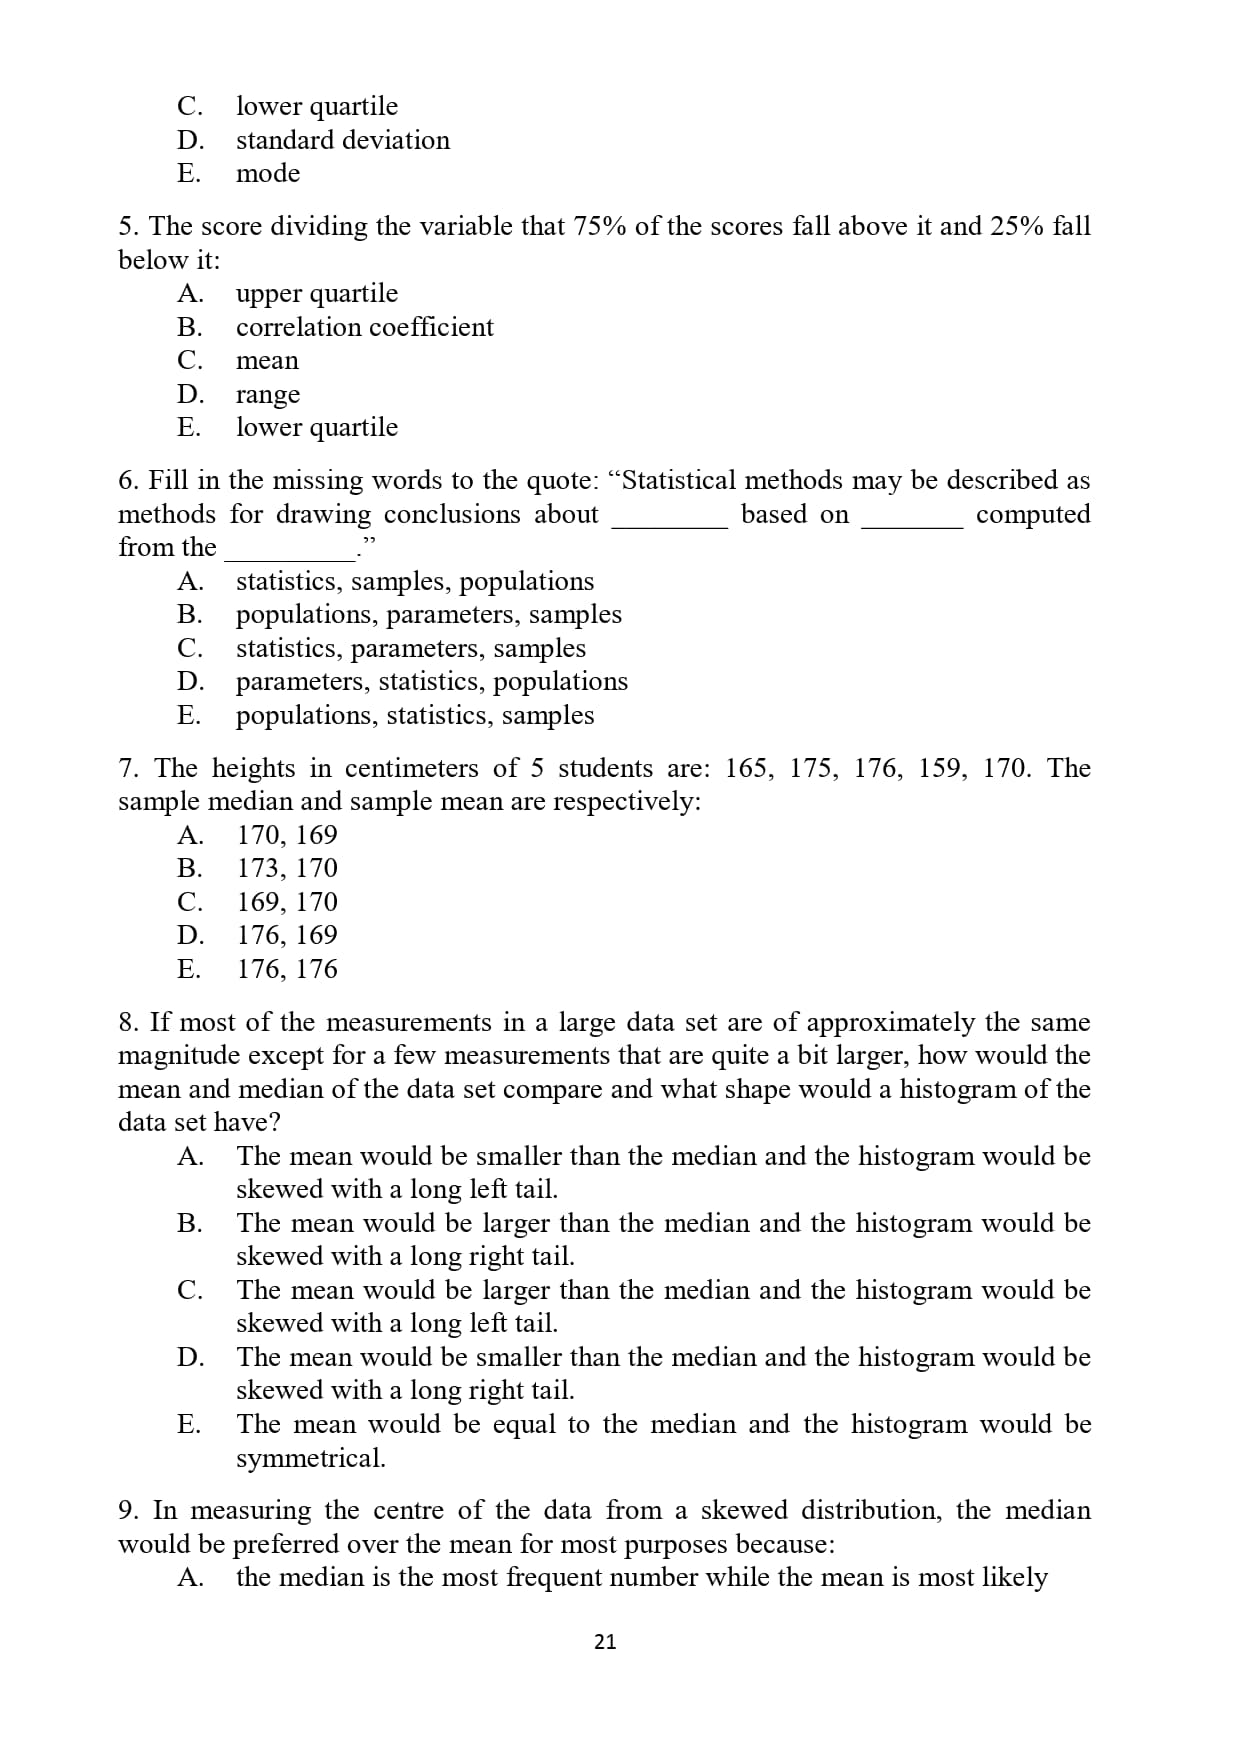 C. lower quartile
D. standard deviation
E. mode
5. The score dividing the variable that 75% of the scores fall above it and 25% fall
below it:
A. upper quartile
B. correlation coefficient
C. mean
D. range
E. lower quartile
6. Fill in the missing words to the quote: “Statistical methods may be described as
methods for drawing conclusions about ________ based on _______ computed
from the _________.”
A. statistics, samples, populations
B. populations, parameters, samples
C. statistics, parameters, samples
D. parameters, statistics, populations
E. populations, statistics, samples
7. The heights in centimeters of 5 students are: 165, 175, 176, 159, 170. The
sample median and sample mean are respectively:
A. 170, 169
B. 173, 170
C. 169, 170
D. 176, 169
E. 176, 176
8. If most of the measurements in a large data set are of approximately the same
magnitude except for a few measurements that are quite a bit larger, how would the
mean and median of the data set compare and what shape would a histogram of the
data set have?
A. The mean would be smaller than the median and the histogram would be
skewed with a long left tail.
B. The mean would be larger than the median and the histogram would be
skewed with a long right tail.
C. The mean would be larger than the median and the histogram would be
skewed with a long left tail.
D. The mean would be smaller than the median and the histogram would be
skewed with a long right tail.
E. The mean would be equal to the median and the histogram would be
symmetrical.
9. In measuring the centre of the data from a skewed distribution, the median
would be preferred over the mean for most purposes because:
A. the median is the most frequent number while the mean is most likely
21